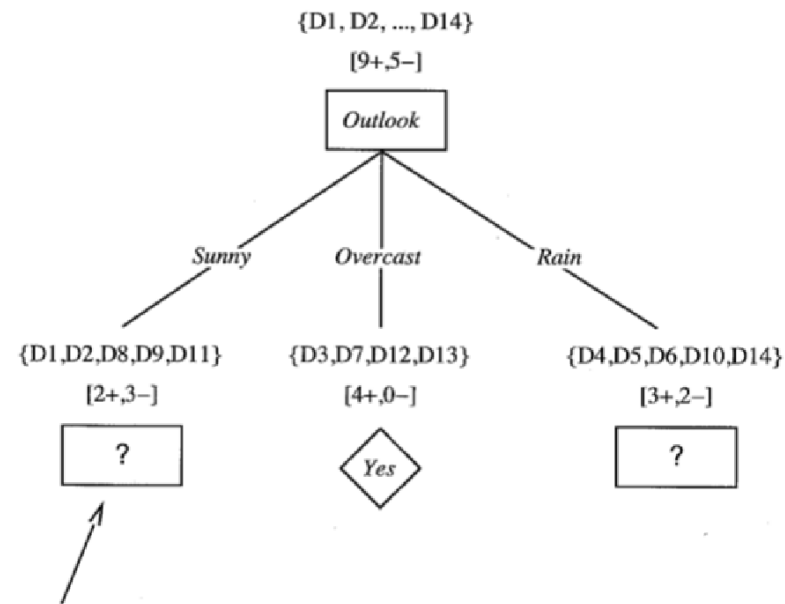 {D1, D2, ..., D14}
[9+,5−]
Outlook
Sunny
Overcast
Rain
{D1,D2,D8,D9,D11}
{D3,D7,D12,D13}
{D4,D5,D6,D10,D14}
[2+,3−]
[4+,0−]
[3+,2−]
?
Yes
?